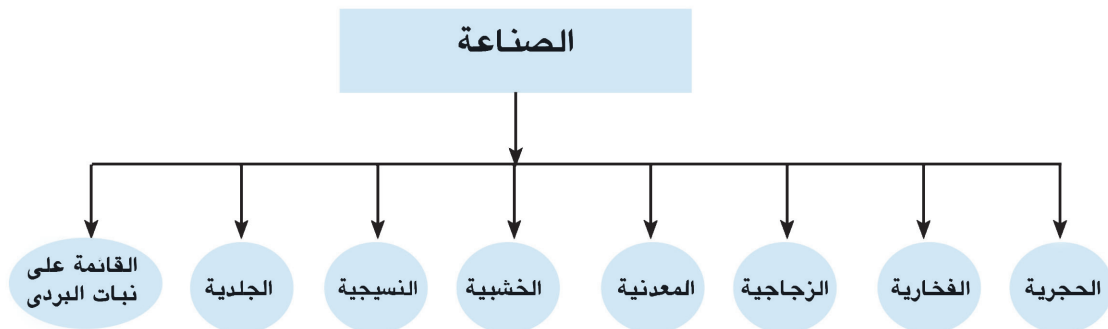 الصناعة
الحجرية
الفخارية
الزجاجية
المعدنية
الخشبية
النسيجية
الجلدية
القائمة على
نبات البردى